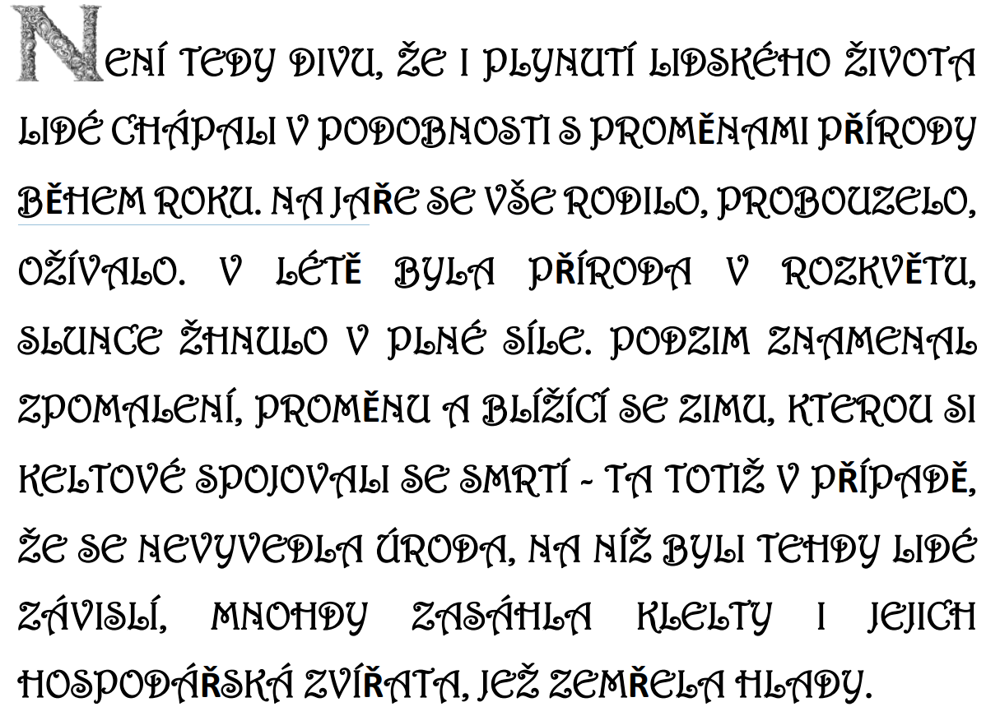 NENÍ TEDY DIVU, ŽE I PLYNUTÍ LIDSKÉHO ŽIVOTA
LIDÉ CHÁPALI V PODOBNOSTI S PROMĚNAMI PŘÍRODY
BĚHEM ROKU. NA JAŘE SE VŠE RODILO, PROBOUZELO,
OŽÍVALO. V LÉTĚ BYLA PŘÍRODA V ROZKVĚTU,
SLUNCE ŽHNULO V PLNÉ SÍLE. PODZIM ZNAMENAL
ZPOMALENÍ, PROMĚNU A BLÍŽÍCÍ SE ZIMU, KTEROU SI
KELTOVÉ SPOJOVALI SE SMRTÍ - TA TOTIŽ V PŘÍPADĚ,
ŽE SE NEVYVEDLA ÚRODA, NA NÍŽ BYLI TEHDY LIDÉ
ZÁVISLÍ, MNOHDY ZASÁHLA KLELTY I JEJICH
HOSPODÁŘSKÁ ZVÍŘATA, JEŽ ZEMŘELA HLADY.